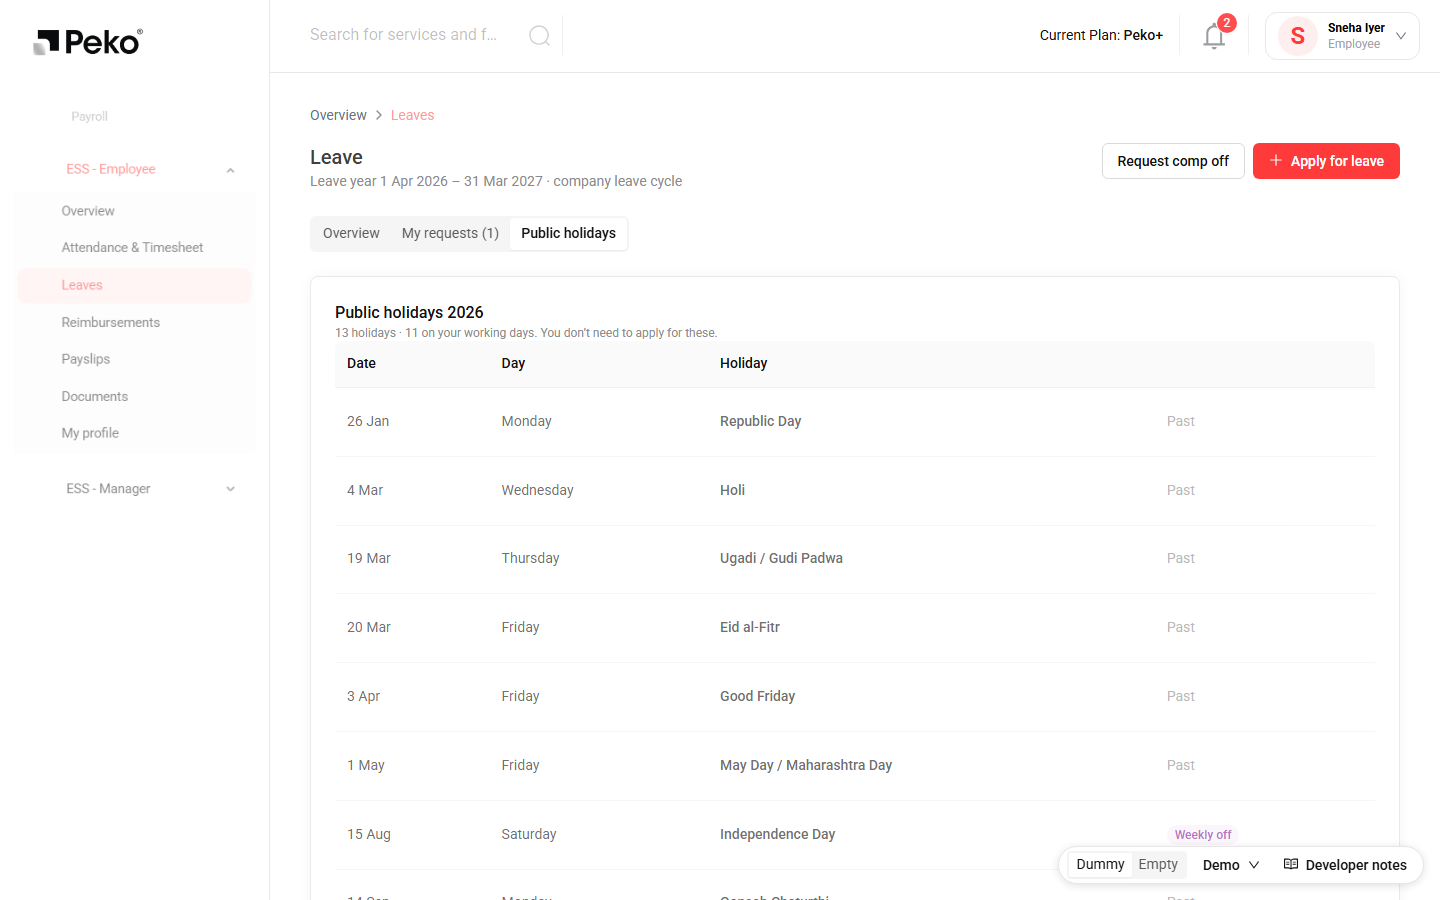 Peko®
Search for services and f...
Current Plan: Peko+
2
S
Sneha Iyer
Employee
Payroll
ESS - Employee
Overview
Attendance & Timesheet
Leaves
Reimbursements
Payslips
Documents
My profile
ESS - Manager
Overview > Leaves
Leave
Leave year 1 Apr 2026 – 31 Mar 2027 · company leave cycle
Request comp off
+ Apply for leave
Overview
My requests (1)
Public holidays
Public holidays 2026
13 holidays · 11 on your working days. You don't need to apply for these.
Date Day Holiday
26 Jan Monday Republic Day Past
4 Mar Wednesday Holi Past
19 Mar Thursday Ugadi / Gudi Padwa Past
20 Mar Friday Eid al-Fitr Past
3 Apr Friday Good Friday Past
1 May Friday May Day / Maharashtra Day Past
15 Aug Saturday Independence Day Weekly off
Dummy Empty Demo Developer notes